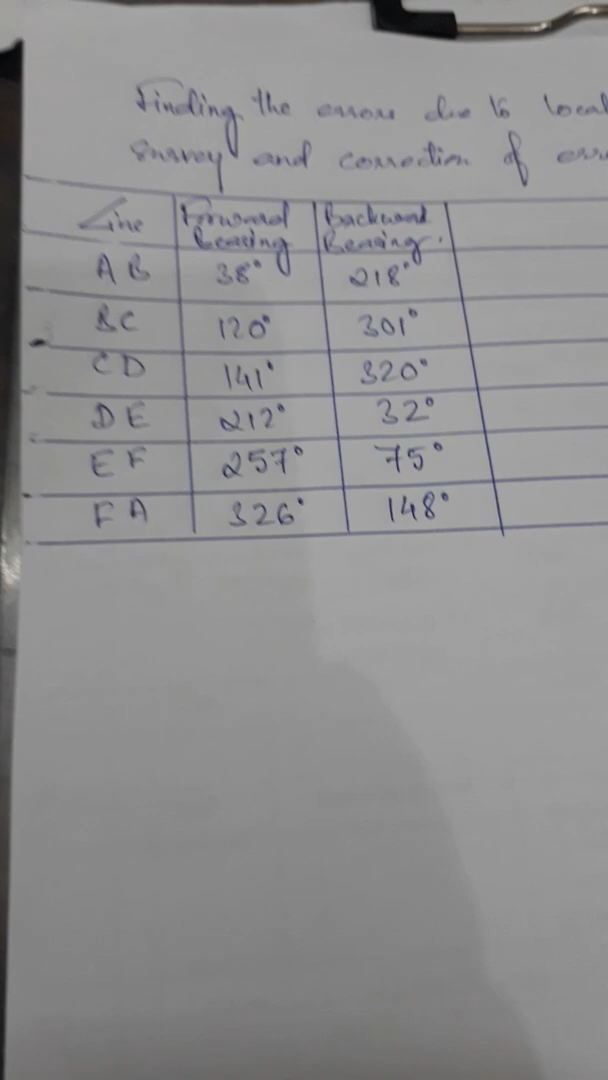 Finding the errors due to local
survey and correction of
Line Forward Bearing Backward Bearing.
AB 38° 218°
BC 120° 301°
CD 141° 320°
DE 212° 32°
EF 257° 75°
FA 326° 148°